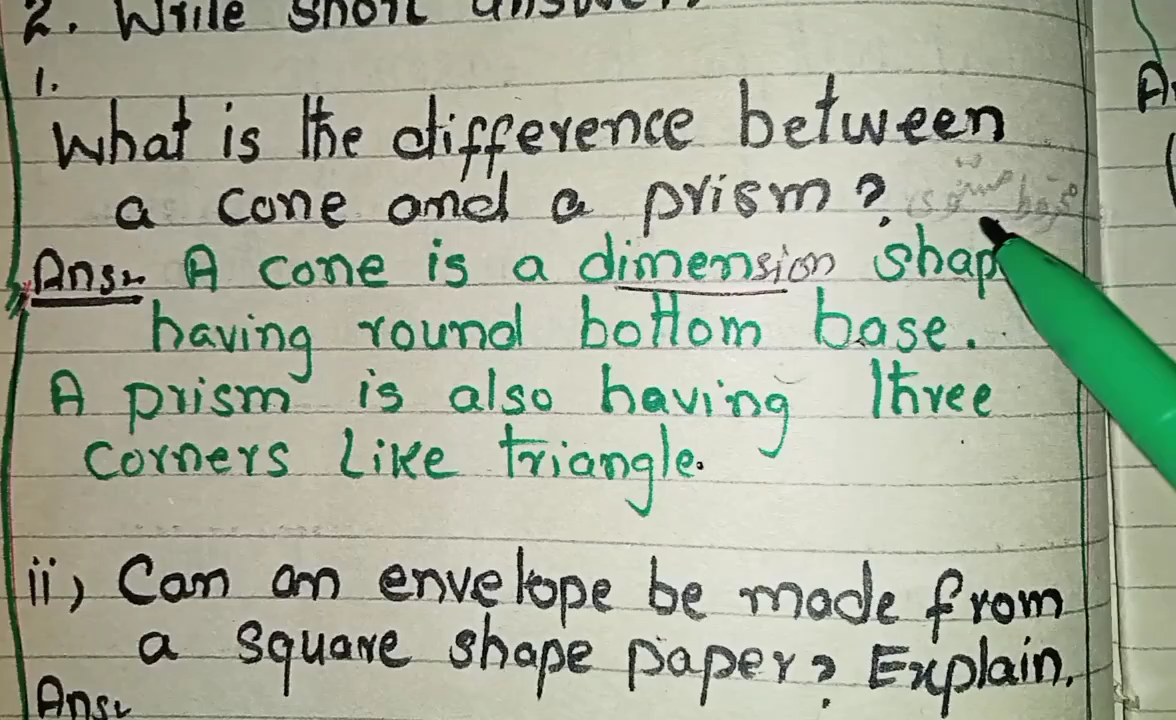 2. Write short answer.
1.
What is the difference between
a cone and a prism?
Ans:- A cone is a dimension shap
having round bottom base.
A prism is also having three
corners like triangle.
ii) Can an envelope be made from
a square shape paper? Explain.
Ans: